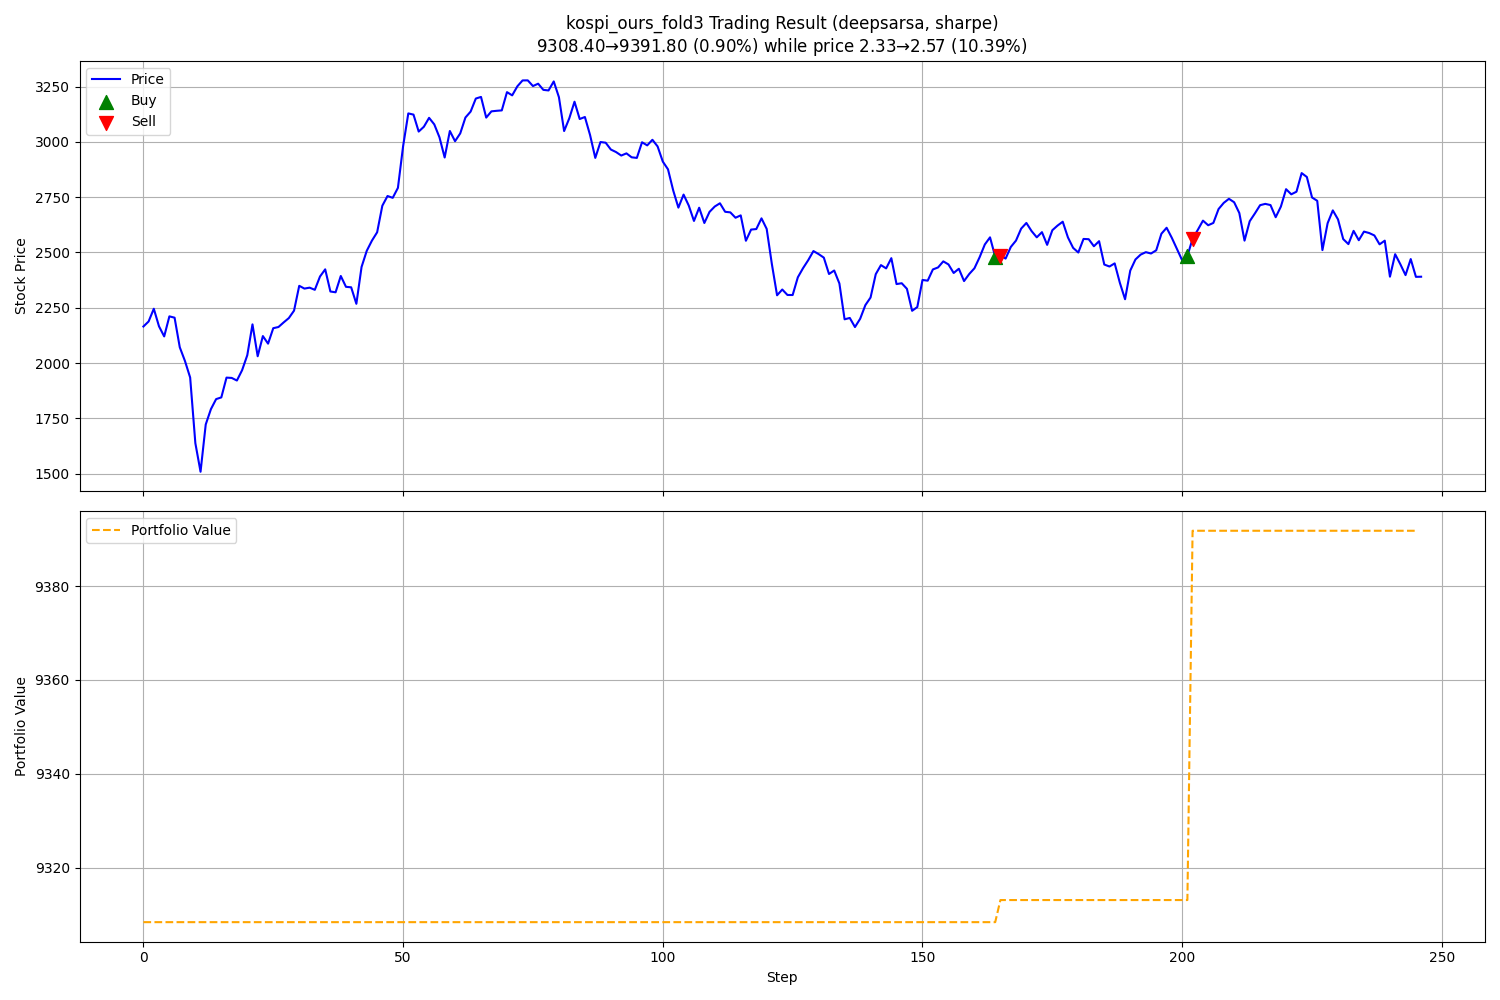 kospi_ours_fold3 Trading Result (deepsarsa, sharpe)
9308.40→9391.80 (0.90%) while price 2.33→2.57 (10.39%)
Price
Buy
Sell
Stock Price
3250
3000
2750
2500
2250
2000
1750
1500
Portfolio Value
Portfolio Value
9380
9360
9340
9320
0 50 100 150 200 250
Step